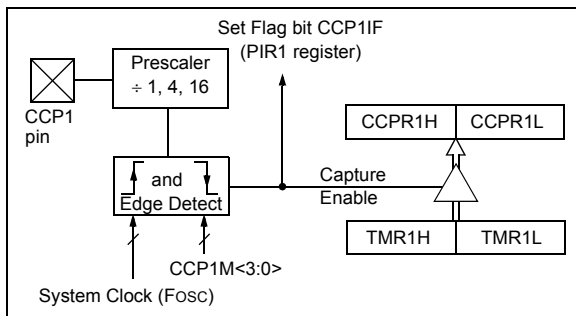 Set Flag bit CCP1IF
(PIR1 register)
Prescaler
÷ 1, 4, 16
CCP1
pin
CCPR1H
CCPR1L
and
Edge Detect
Capture
Enable
TMR1H
TMR1L
CCP1M<3:0>
System Clock (FOSC)